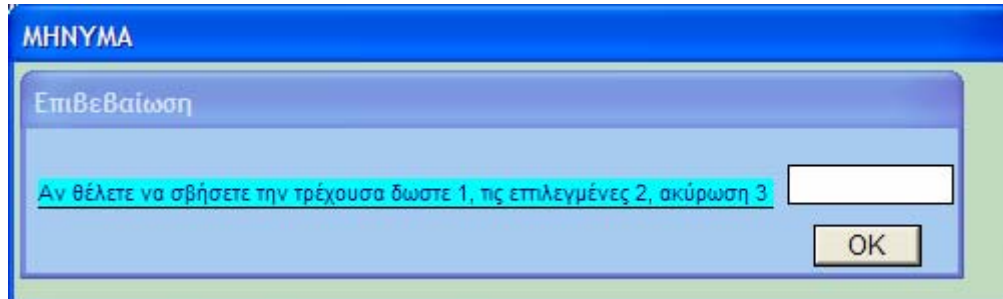 ΜΗΝΥΜΑ
Επιβεβαίωση
Αν θέλετε να σβήσετε την τρέχουσα δωστε 1, τις επιλεγμένες 2, ακύρωση 3
OK